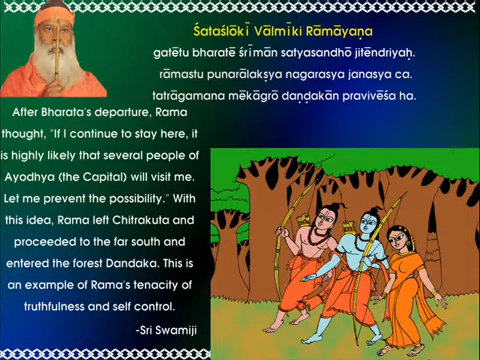 Śataślōkī Vālmīki Rāmāyaṇa
gatētu bharatē śrīmān satyasandhō jitēndriyaḥ.
rāmastu punarālakṣya nagarasya janasya ca.
tatrāgamana mēkāgrō daṇḍakān pravivēśa ha.
After Bharata's departure, Rama
thought, "If I continue to stay here, it
is highly likely that several people of
Ayodhya (the Capital) will visit me.
Let me prevent the possibility." With
this idea, Rama left Chitrakuta and
proceeded to the far south and
entered the forest Dandaka. This is
an example of Rama's tenacity of
truthfulness and self control.
-Sri Swamiji